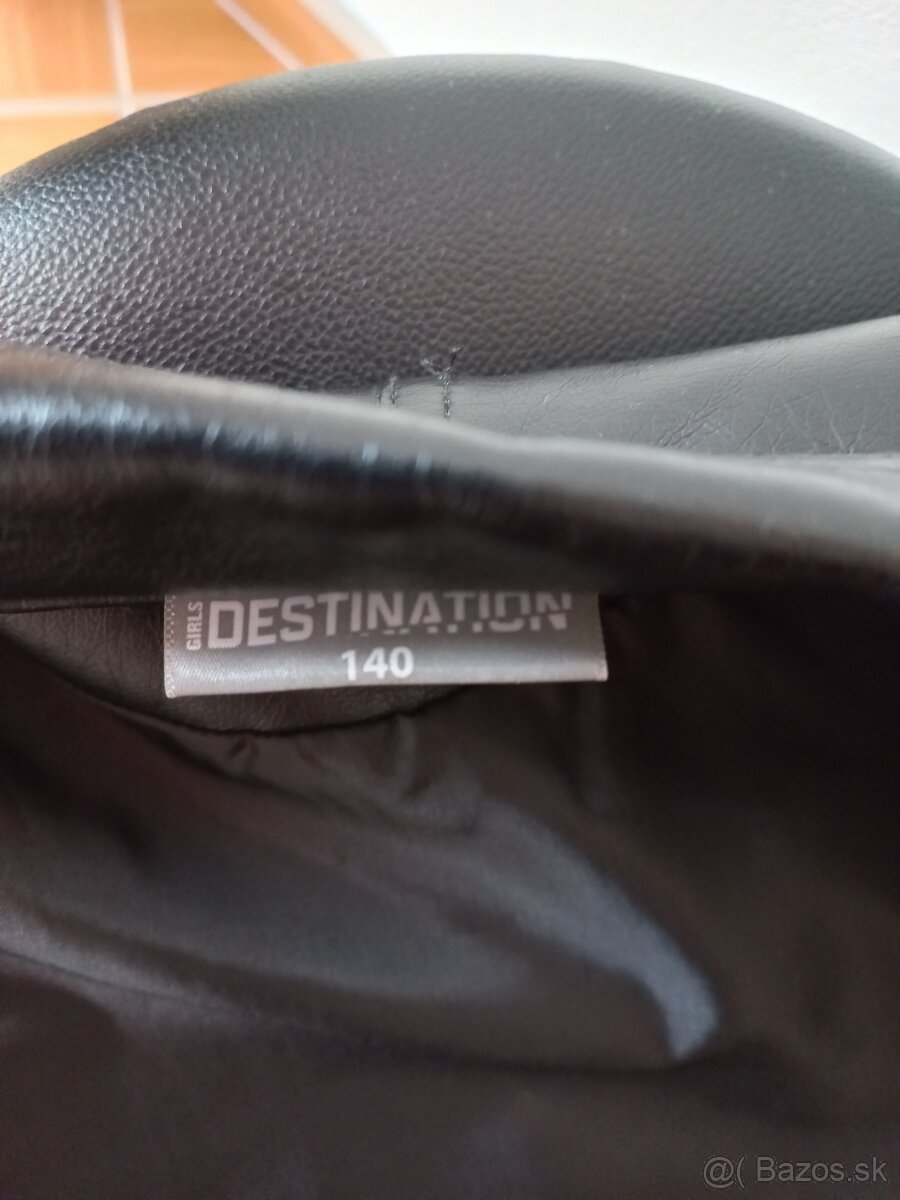 GIRLS DESTINATION
140
@( Bazos.sk